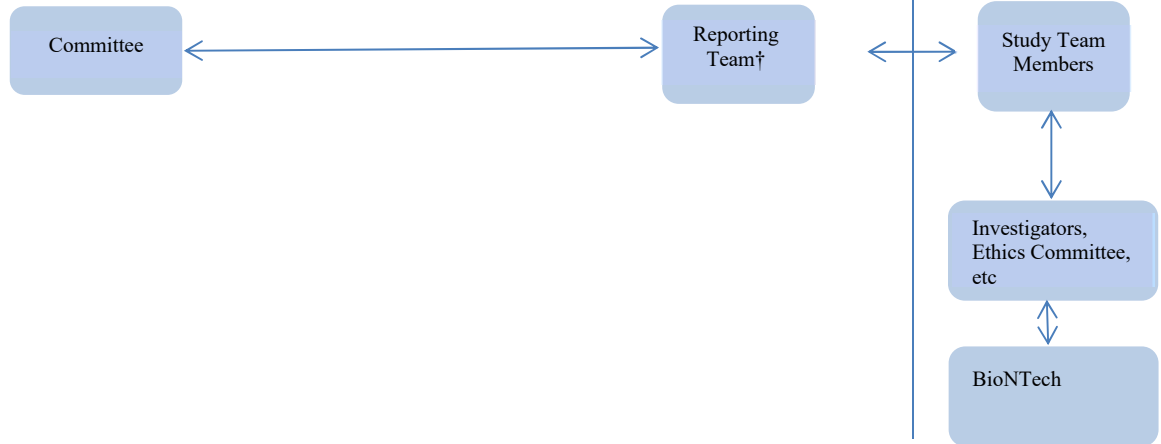 Committee
Reporting
Team†
Study Team
Members
Investigators,
Ethics Committee,
etc
BioNTech